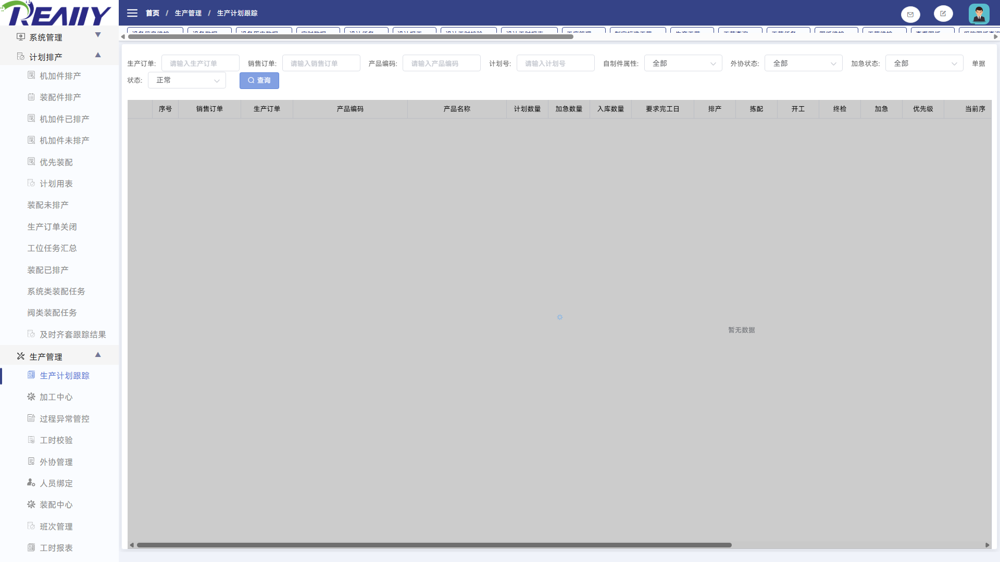 REALLY
首页 / 生产管理 / 生产计划跟踪
系统管理
计划排产
机加件排产
装配件排产
机加件已排产
机加件未排产
优先装配
计划用表
装配未排产
生产订单关闭
工位任务汇总
装配已排产
系统类装配任务
阀类装配任务
及时齐套跟踪结果
生产管理
生产计划跟踪
加工中心
过程异常管控
工时校验
外协管理
人员绑定
装配中心
班次管理
工时报表
生产订单: 请输入生产订单 销售订单: 请输入销售订单 产品编码: 请输入产品编码 计划号: 请输入计划号 自制件属性: 全部 外协状态: 全部 加急状态: 全部 单据
状态: 正常 查询
序号 销售订单 生产订单 产品编码 产品名称 计划数量 加急数量 入库数量 要求完工日 排产 拣配 开工 终检 加急 优先级 当前序
暂无数据